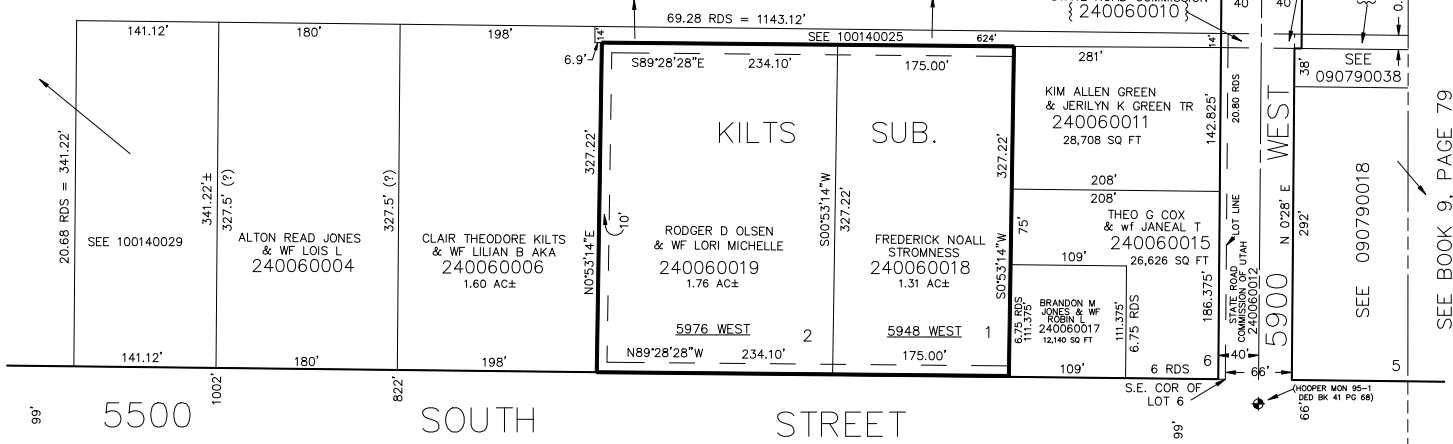 69.28 RDS = 1143.12'
240060010
40
40
0.
141.12'
180'
198'
14'
SEE 100140025
624'
14'
6.9'
S89°28'28"E
234.10'
175.00'
281'
38'
SEE
090790038
KIM ALLEN GREEN
& JERILYN K GREEN TR
240060011
28,708 SQ FT
142.825'
20.80 RDS
KILTS SUB.
20.68 RDS = 341.22'
341.22'±
327.5' (?)
327.5' (?)
327.22'
S00°53'14"W
327.22'
327.22'
208'
208'
SEE 100140029
ALTON READ JONES
& WF LOIS L
240060004
CLAIR THEODORE KILTS
& WF LILIAN B AKA
240060006
1.60 AC±
N0°53'14"E
10'
RODGER D OLSEN
& WF LORI MICHELLE
240060019
1.76 AC±
FREDERICK NOALL
STROMNESS
240060018
1.31 AC±
S0°53'14"W
75'
THEO G COX
& wf JANEAL T
240060015
26,626 SQ FT
109'
186.375'
LOT LINE
STATE ROAD
COMMISSION OF UTAH
240060012
5900 WEST
N 0°28' E
292'
SEE 090790018
SEE BOOK 9, PAGE 79
6.75 RDS
111.375'
BRANDON M
JONES & WF
ROBIN L
240060017
12,140 SQ FT
111.375'
6.75 RDS
5976 WEST
2
5948 WEST
1
N89°28'28"W
234.10'
175.00'
141.12'
180'
198'
109'
6 RDS
6
40'
66'
5
1002'
822'
S.E. COR OF
LOT 6
(HOOPER MON 95-1
DED BK 41 PG 68)
99'
99'
66'
5500 SOUTH STREET